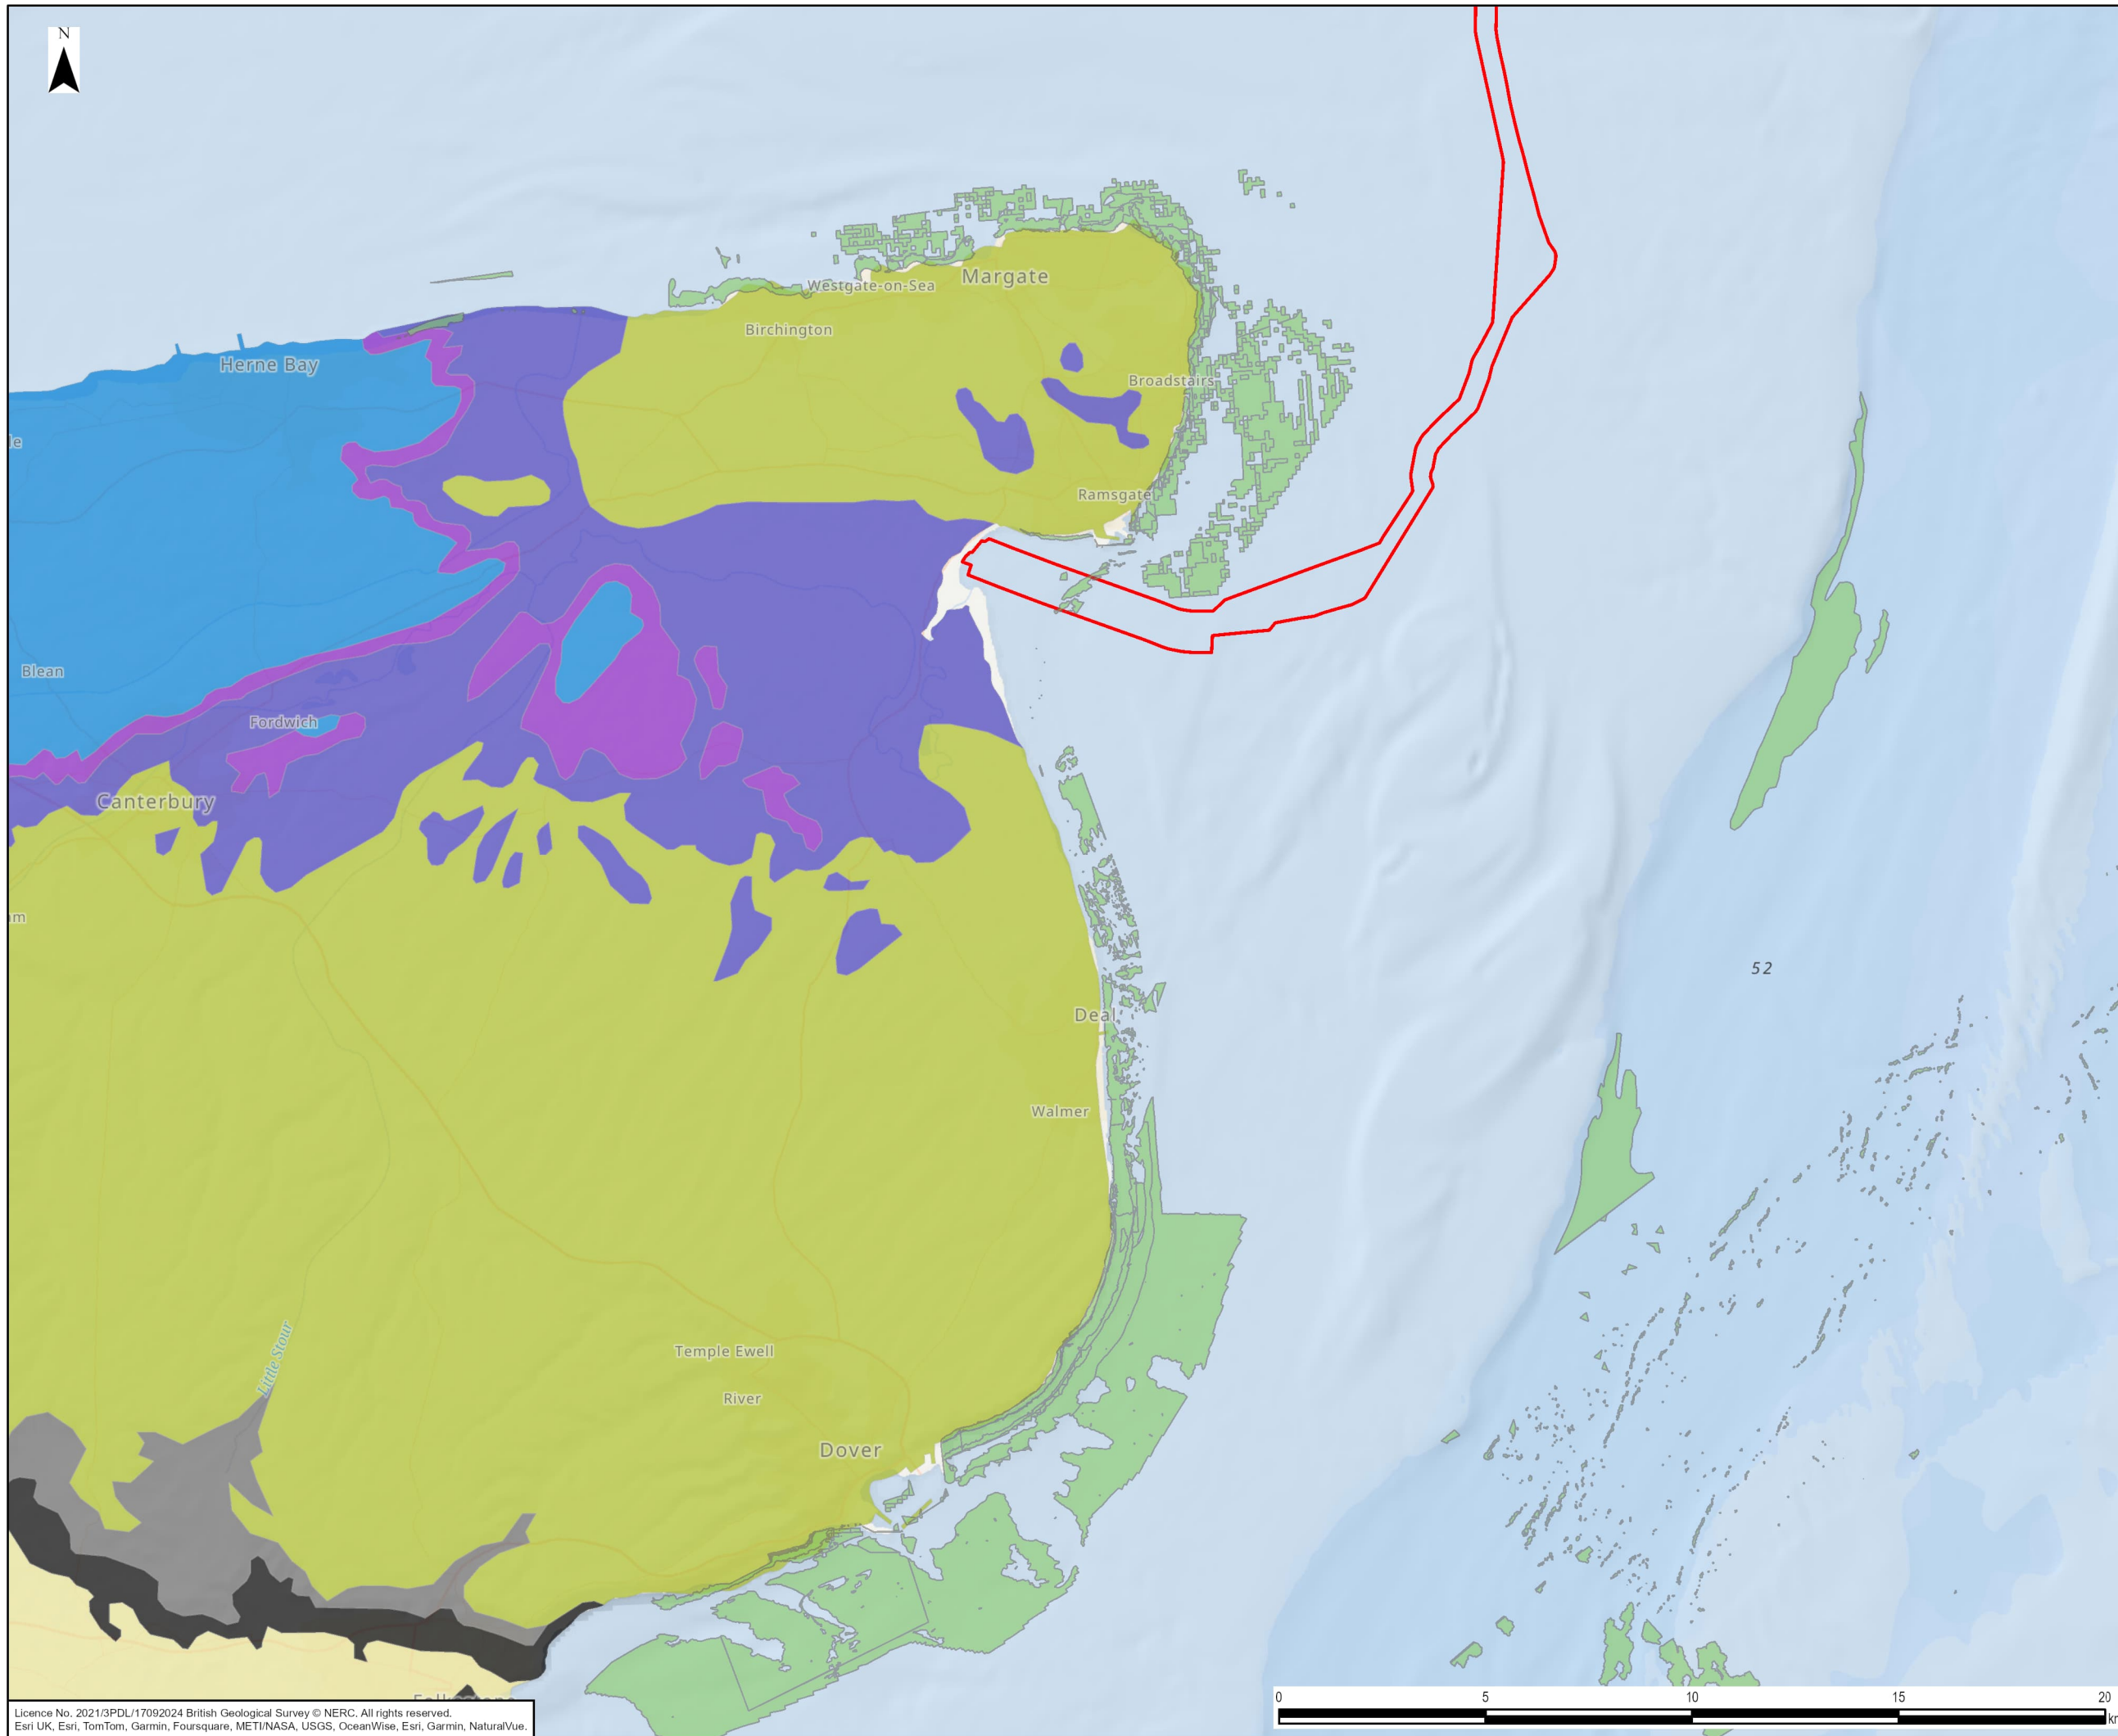 N
Margate
Westgate-on-Sea
Birchington
Herne Bay
Broadstairs
Ramsgate
Blean
Fordwich
Canterbury
52
Deal
Walmer
Little Stour
Temple Ewell
River
Dover
0 5 10 15 20
Licence No. 2021/3PDL/17092024 British Geological Survey © NERC. All rights reserved.
Esri UK, Esri, TomTom, Garmin, Foursquare, METI/NASA, USGS, OceanWise, Esri, Garmin, NaturalVue.